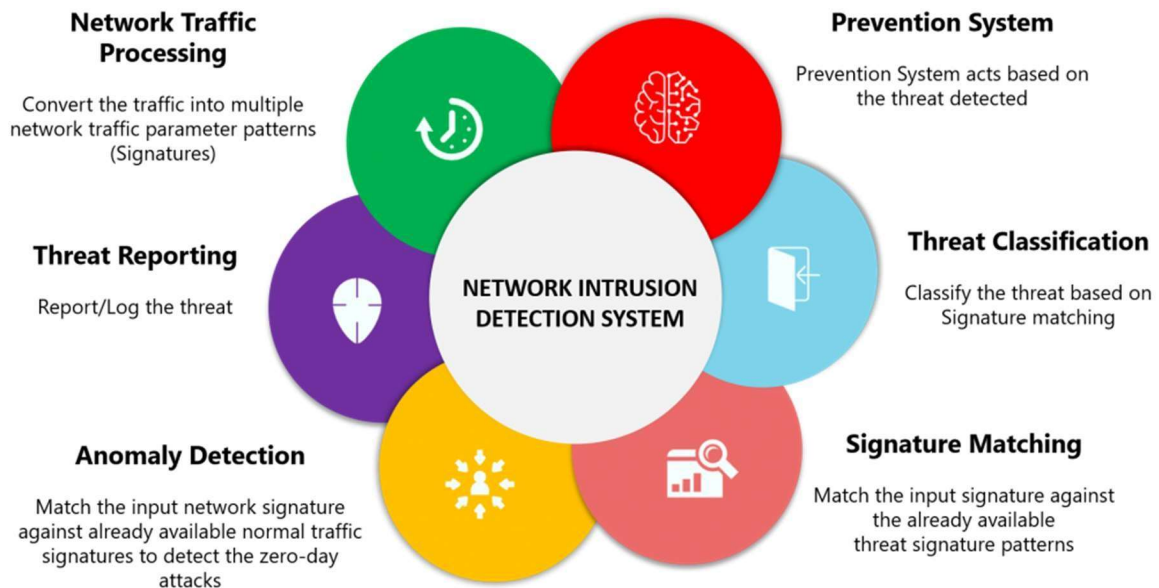 Network Traffic
Processing
Convert the traffic into multiple
network traffic parameter patterns
(Signatures)
Prevention System
Prevention System acts based on
the threat detected
Threat Reporting
Report/Log the threat
NETWORK INTRUSION
DETECTION SYSTEM
Threat Classification
Classify the threat based on
Signature matching
Anomaly Detection
Match the input network signature
against already available normal traffic
signatures to detect the zero-day
attacks
Signature Matching
Match the input signature against
the already available
threat signature patterns